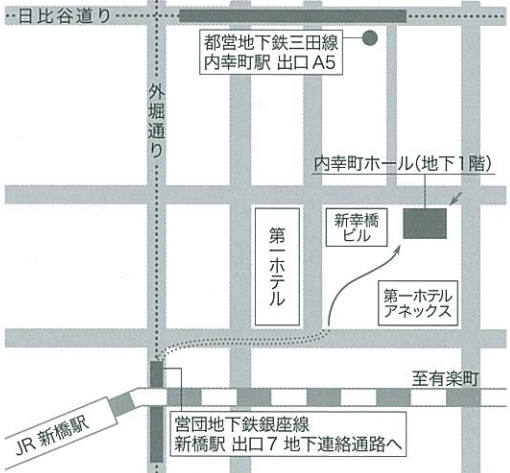 日比谷通り
都営地下鉄三田線
内幸町駅 出口A5
外堀通り
内幸町ホール(地下1階)
新幸橋
ビル
第一ホテル
第一ホテル
アネックス
至有楽町
営団地下鉄銀座線
新橋駅 出口7 地下連絡通路へ
JR 新橋駅